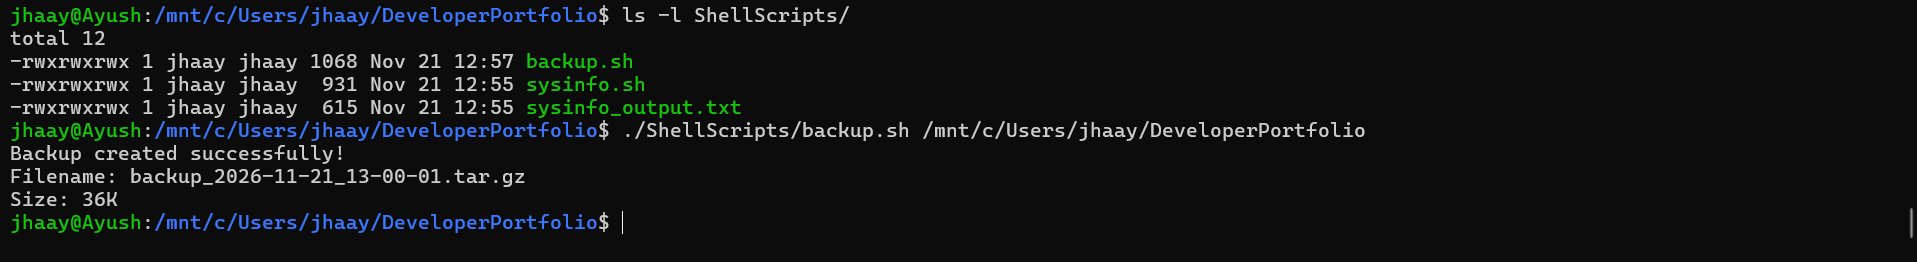 jhaay@Ayush:/mnt/c/Users/jhaay/DeveloperPortfolio$ ls -l ShellScripts/
total 12
-rwxrwxrwx 1 jhaay jhaay 1068 Nov 21 12:57 backup.sh
-rwxrwxrwx 1 jhaay jhaay  931 Nov 21 12:55 sysinfo.sh
-rwxrwxrwx 1 jhaay jhaay  615 Nov 21 12:55 sysinfo_output.txt
jhaay@Ayush:/mnt/c/Users/jhaay/DeveloperPortfolio$ ./ShellScripts/backup.sh /mnt/c/Users/jhaay/DeveloperPortfolio
Backup created successfully!
Filename: backup_2026-11-21_13-00-01.tar.gz
Size: 36K
jhaay@Ayush:/mnt/c/Users/jhaay/DeveloperPortfolio$